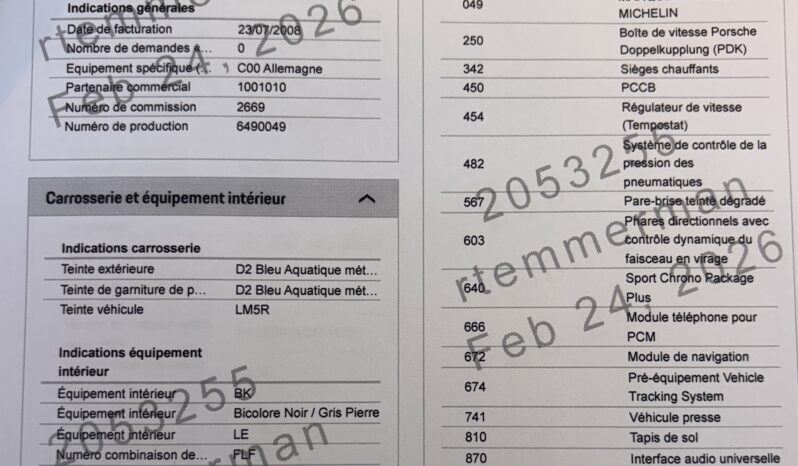 Indications générales
Date de facturation 23/07/2008
Nombre de demandes s... 0
Equipement spécifique (... C00 Allemagne
Partenaire commercial 1001010
Numéro de commission 2669
Numéro de production 6490049
Carrosserie et équipement intérieur
Indications carrosserie
Teinte extérieure D2 Bleu Aquatique mét...
Teinte de garniture de p... D2 Bleu Aquatique mét...
Teinte véhicule LM5R
Indications équipement
intérieur
Équipement intérieur BK
Équipement intérieur Bicolore Noir / Gris Pierre
Équipement intérieur LE
Numéro combinaison de... FLF
049
MICHELIN
250 Boîte de vitesse Porsche
Doppelkupplung (PDK)
342 Sièges chauffants
450 PCCB
454 Régulateur de vitesse
(Tempostat)
482 Système de contrôle de la
pression des
pneumatiques
567 Pare-brise teinté dégradé
603 Phares directionnels avec
contrôle dynamique du
faisceau en virage
640 Sport Chrono Package
Plus
666 Module téléphone pour
PCM
672 Module de navigation
674 Pré-équipement Vehicle
Tracking System
741 Véhicule presse
810 Tapis de sol
870 Interface audio universelle
rtemmerman
Feb 24, 2026
2053255
rtemmerman
Feb 24, 2026
2053255
rtemmerman